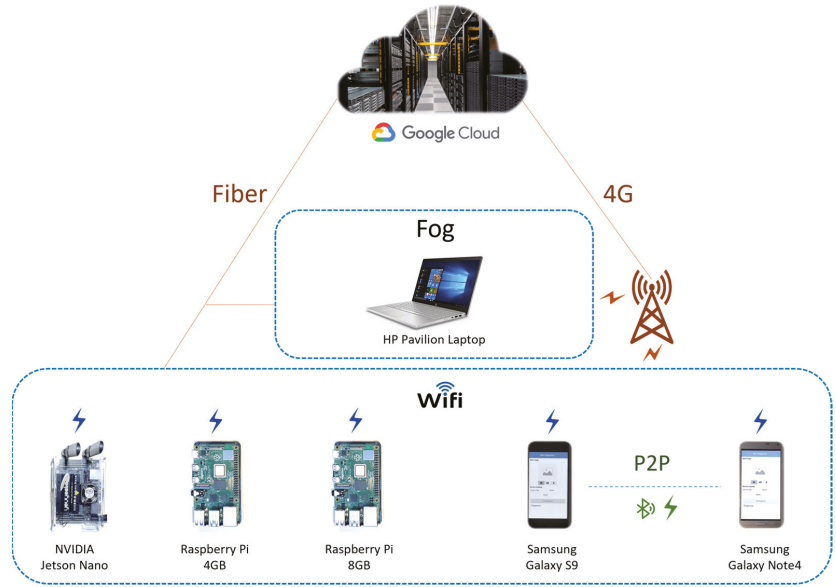 Google Cloud
Fiber
4G
Fog
HP Pavilion Laptop
Wifi
P2P
NVIDIA
Jetson Nano
Raspberry Pi
4GB
Raspberry Pi
8GB
Samsung
Galaxy S9
Samsung
Galaxy Note4